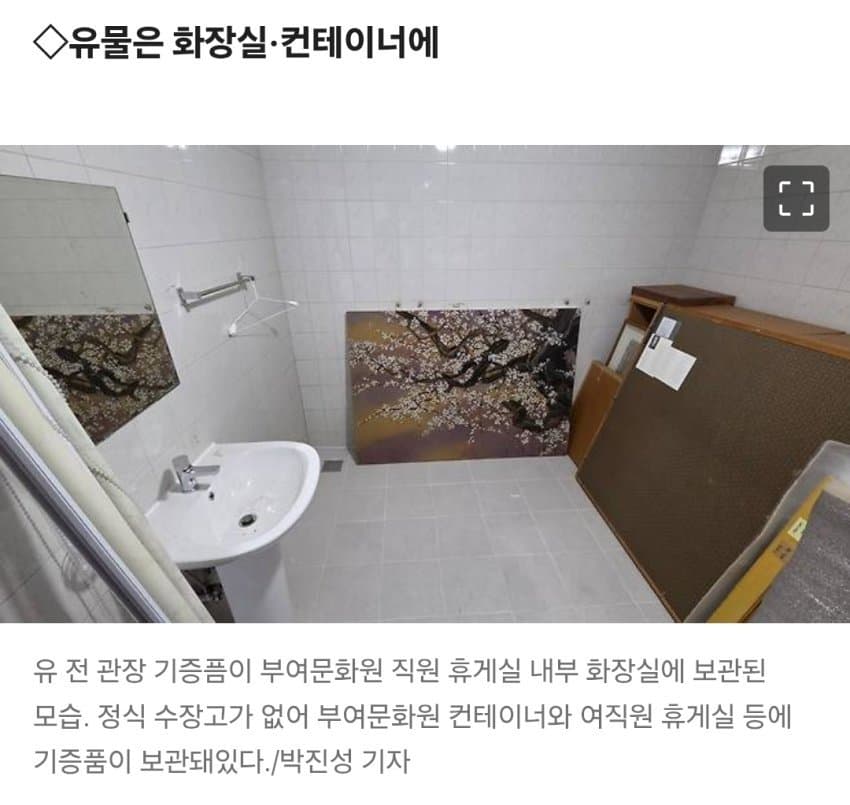 ◇유물은 화장실·컨테이너에
유 전 관장 기증픔이 부여문화원 직원 휴게실 내부 화장실에 보관된
모습. 정식 수장고가 없어 부여문화원 컨테이너와 여직원 휴게실 등에
기증품이 보관돼있다./박진성 기자